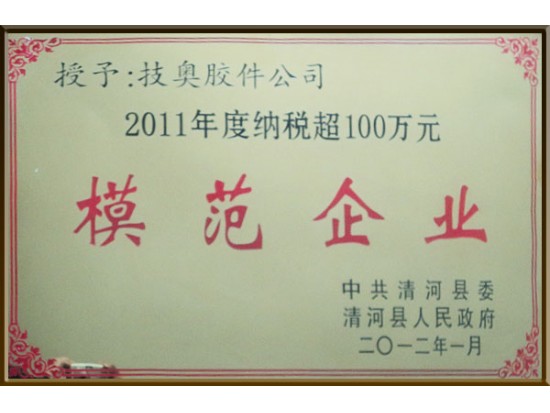 授予:技奥胶件公司
2011年度纳税超100万元
模范企业
中共清河县委
清河县人民政府
二〇一二年一月